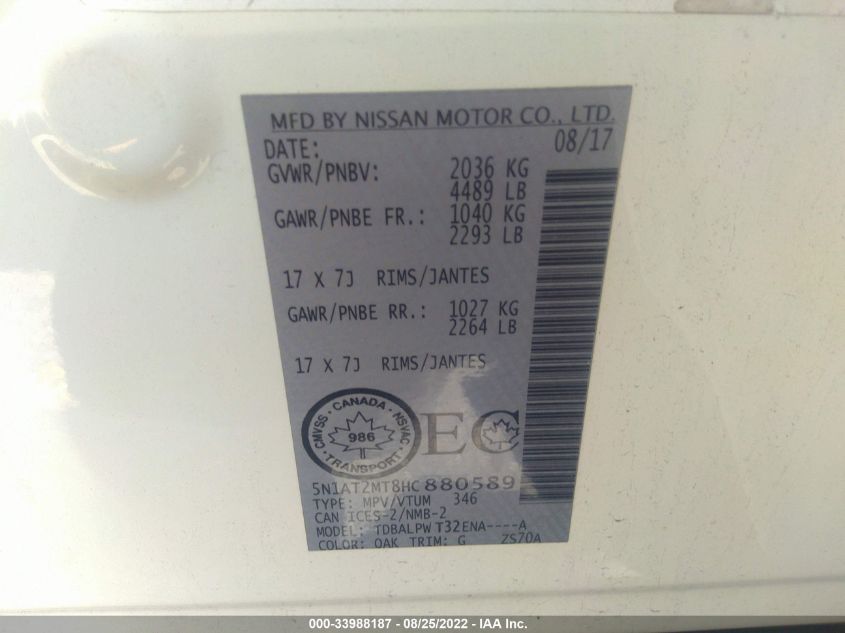 MFD BY NISSAN MOTOR CO., LTD.
DATE: 08/17
GVWR/PNBV: 2036 KG
4489 LB
GAWR/PNBE FR.: 1040 KG
2293 LB
17 X 7J RIMS/JANTES
GAWR/PNBE RR.: 1027 KG
2264 LB
17 X 7J RIMS/JANTES
CANADA
CMVSS 986 NSVAC
TRANSPORT
EC
5N1AT2MT8HC880589
TYPE: MPV/VTUM 346
CAN ICES-2/NMB-2
MODEL: TDBALPW T32ENA----A
COLOR: QAK TRIM: G ZS70A
000-33988187 - 08/25/2022 - IAA Inc.